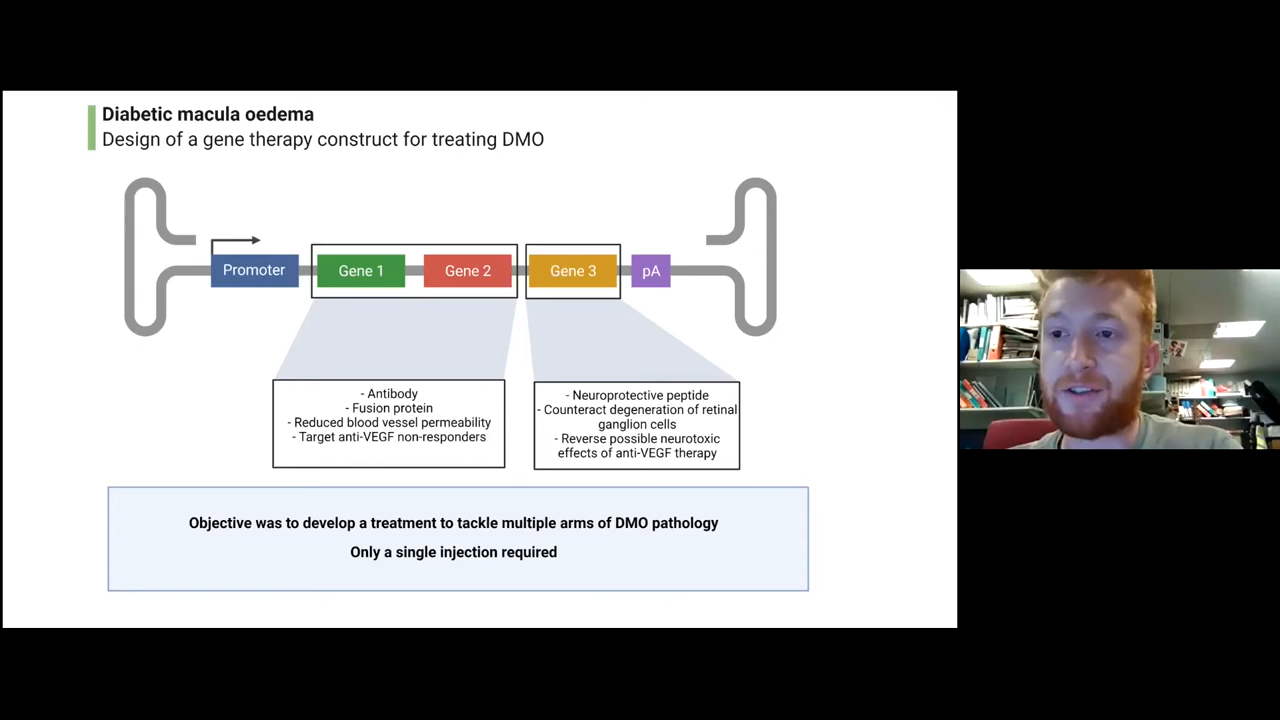 Diabetic macula oedema
Design of a gene therapy construct for treating DMO
Promoter
Gene 1
Gene 2
Gene 3
pA
- Antibody
- Fusion protein
- Reduced blood vessel permeability
- Target anti-VEGF non-responders
- Neuroprotective peptide
- Counteract degeneration of retinal
ganglion cells
- Reverse possible neurotoxic
effects of anti-VEGF therapy
Objective was to develop a treatment to tackle multiple arms of DMO pathology
Only a single injection required